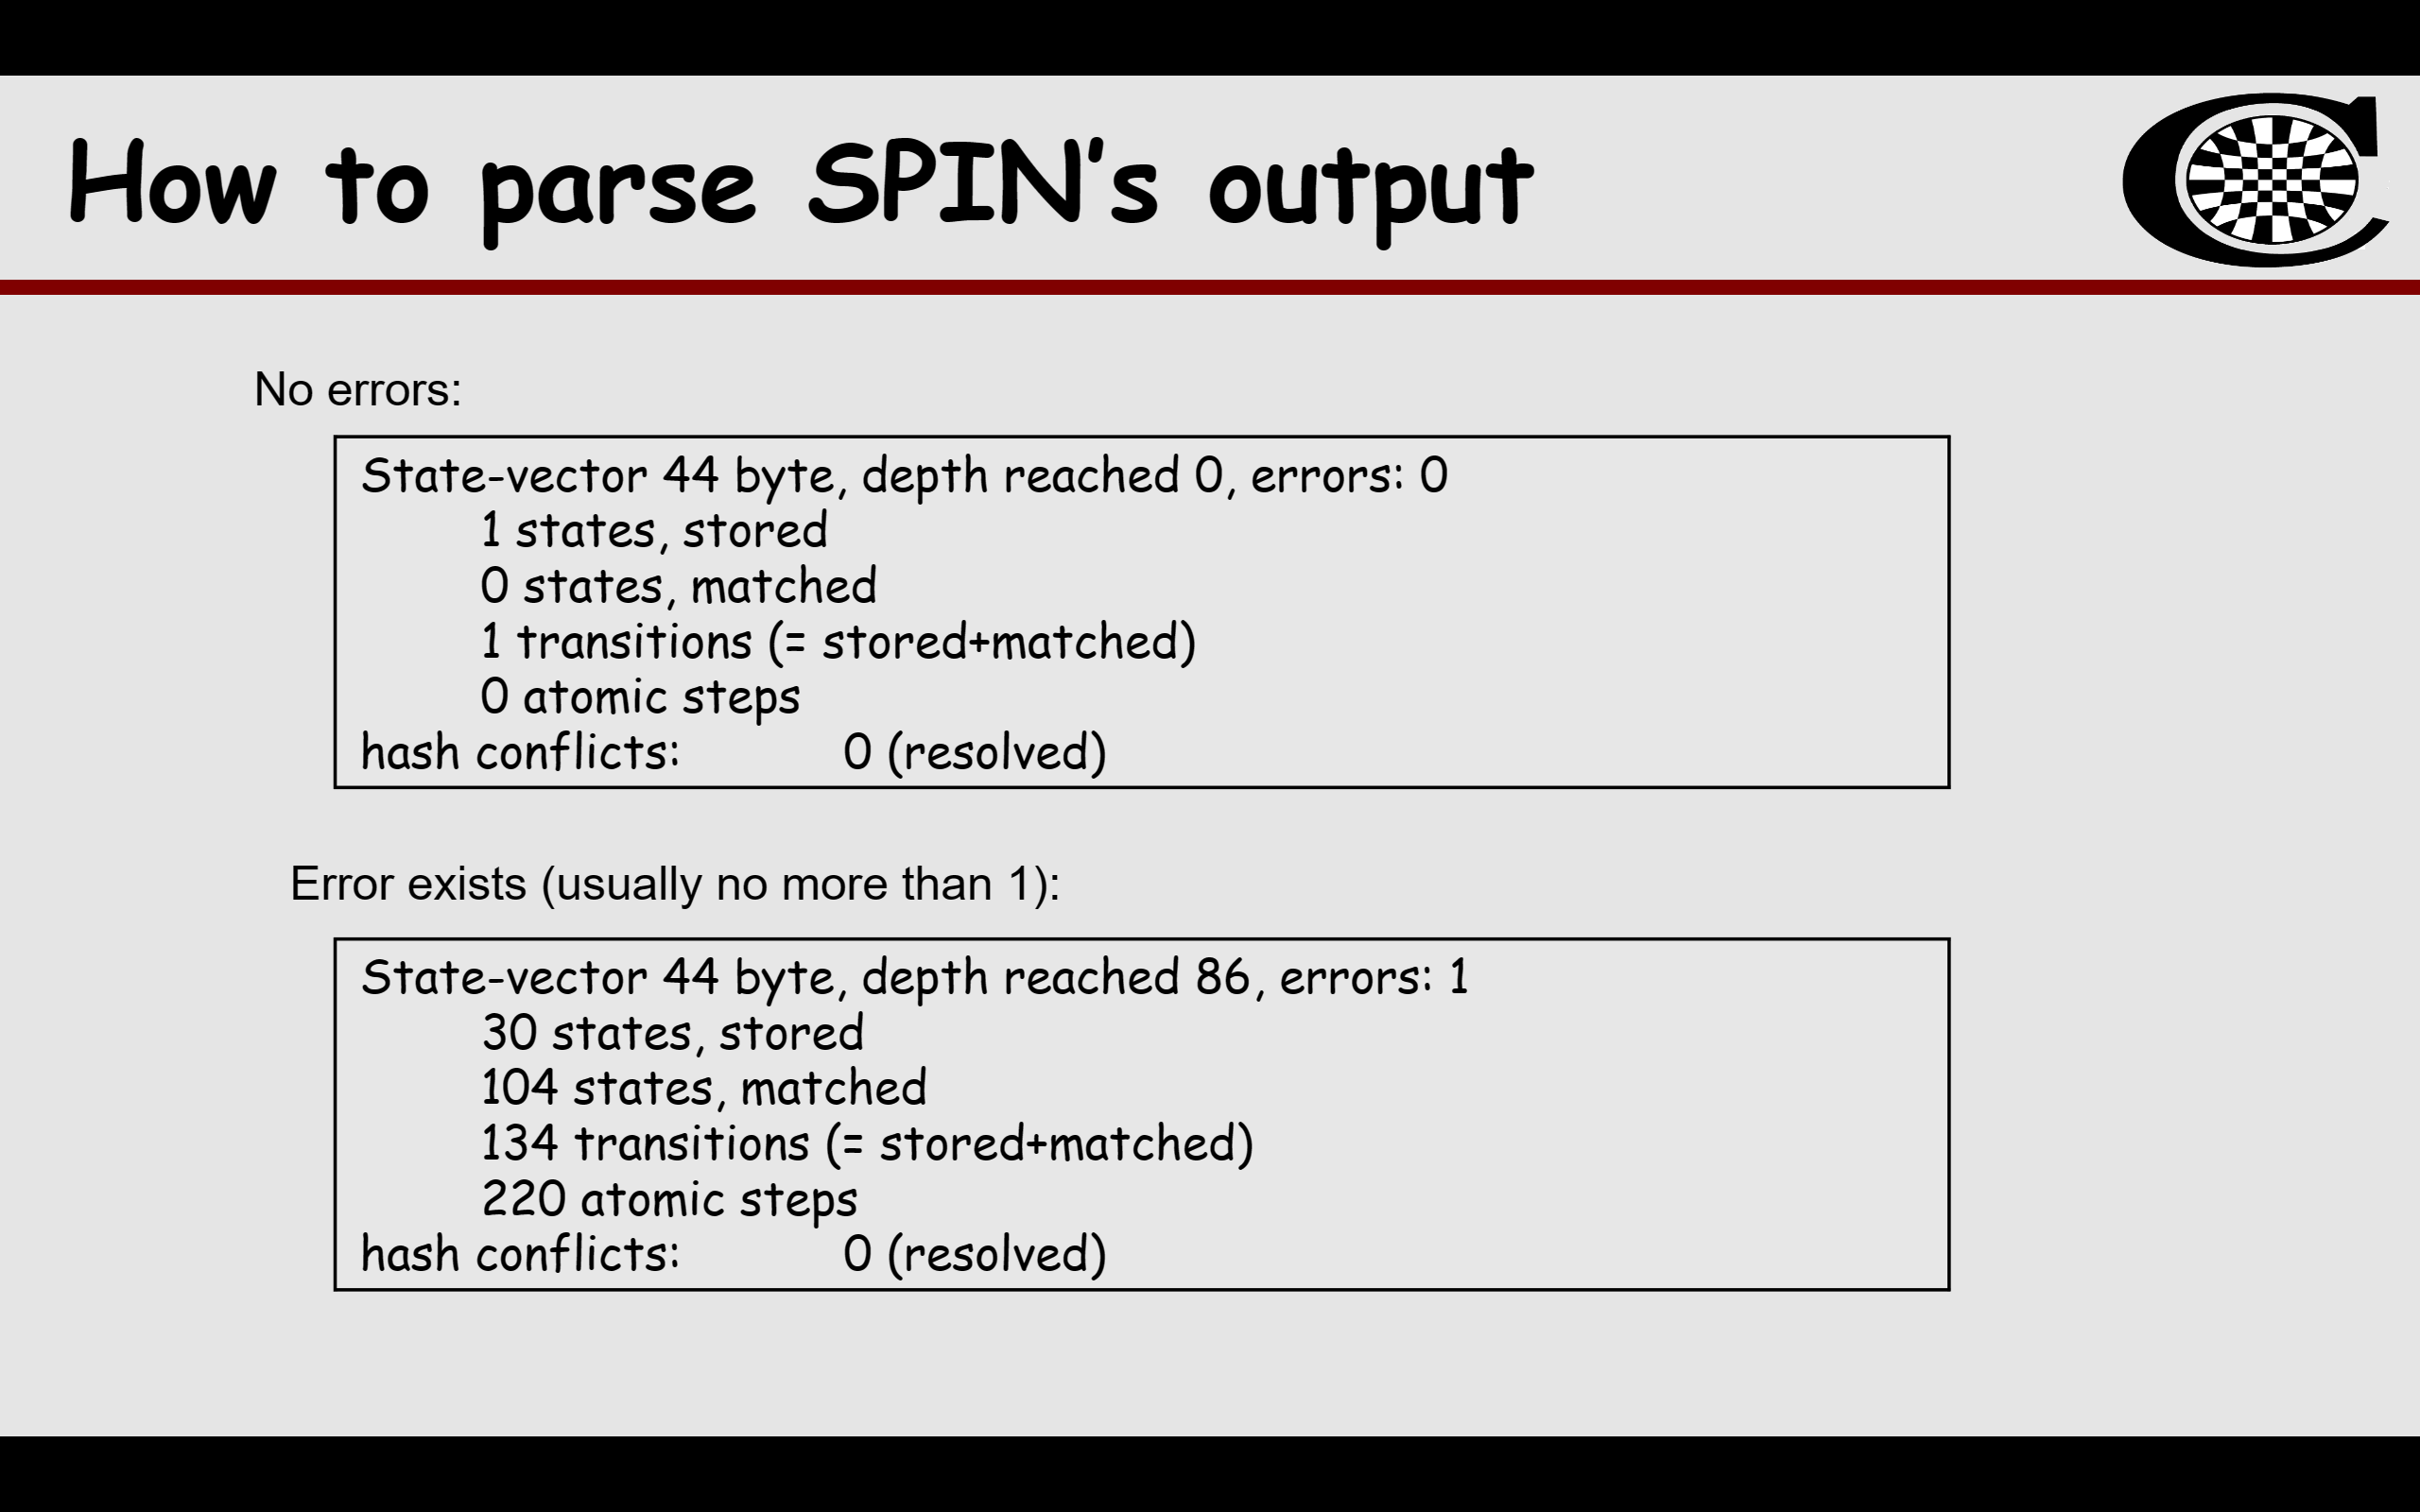 How to parse SPIN's output
No errors:
State-vector 44 byte, depth reached 0, errors: 0
1 states, stored
0 states, matched
1 transitions (= stored+matched)
0 atomic steps
hash conflicts: 0 (resolved)
Error exists (usually no more than 1):
State-vector 44 byte, depth reached 86, errors: 1
30 states, stored
104 states, matched
134 transitions (= stored+matched)
220 atomic steps
hash conflicts: 0 (resolved)